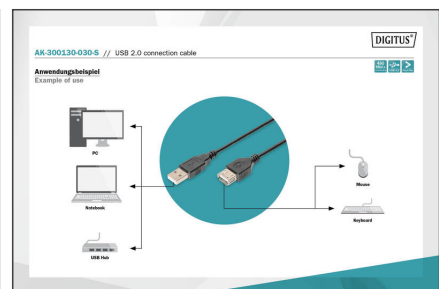 DIGITUS®
AK-300130-030-S // USB 2.0 connection cable
Anwendungsbeispiel
Example of use
PC
Notebook
USB Hub
Mouse
Keyboard